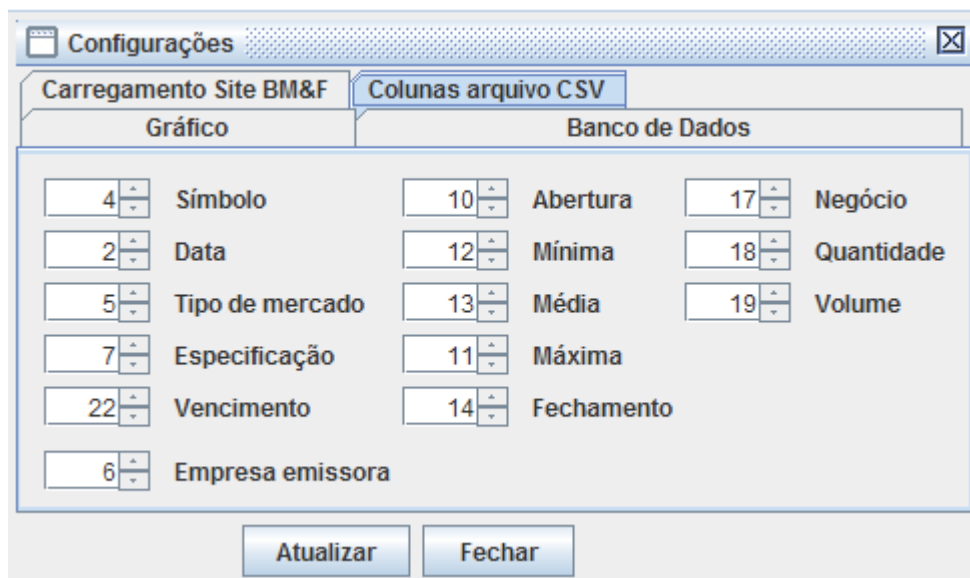 Configurações
Carregamento Site BM&F Colunas arquivo CSV
Gráfico Banco de Dados
4 Símbolo 10 Abertura 17 Negócio
2 Data 12 Mínima 18 Quantidade
5 Tipo de mercado 13 Média 19 Volume
7 Especificação 11 Máxima
22 Vencimento 14 Fechamento
6 Empresa emissora
Atualizar Fechar